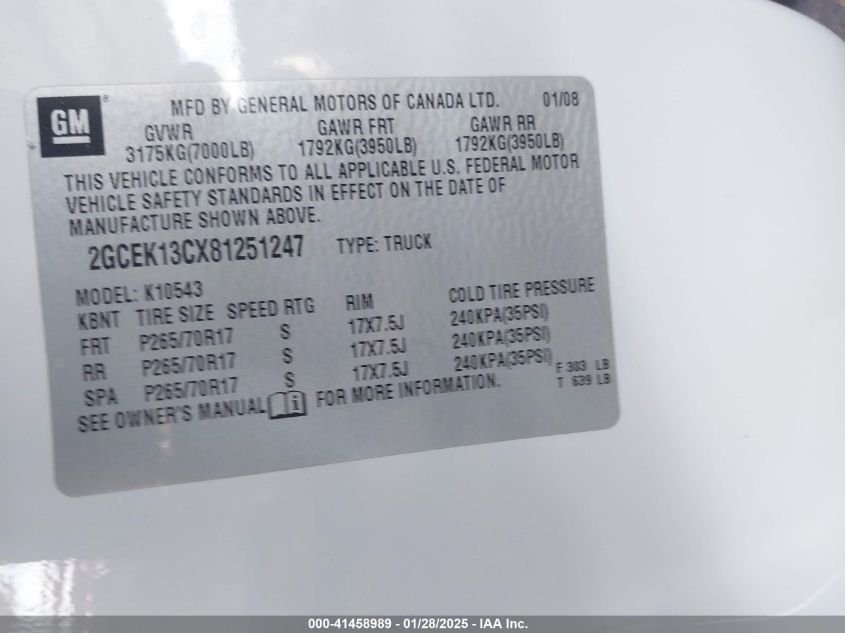 GM®
MFD BY GENERAL MOTORS OF CANADA LTD. 01/08
GVWR GAWR FRT GAWR RR
3175KG(7000LB) 1792KG(3950LB) 1792KG(3950LB)
THIS VEHICLE CONFORMS TO ALL APPLICABLE U.S. FEDERAL MOTOR
VEHICLE SAFETY STANDARDS IN EFFECT ON THE DATE OF
MANUFACTURE SHOWN ABOVE.
2GCEK13CX81251247 TYPE: TRUCK
MODEL: K10543
KBNT TIRE SIZE SPEED RTG RIM COLD TIRE PRESSURE
FRT P265/70R17 S 17X7.5J 240KPA(35PSI)
RR P265/70R17 S 17X7.5J 240KPA(35PSI)
SPA P265/70R17 S 17X7.5J 240KPA(35PSI)
F 303 LB
T 639 LB
SEE OWNER'S MANUAL i FOR MORE INFORMATION.
000-41458989 — 01/28/2025 — IAA Inc.